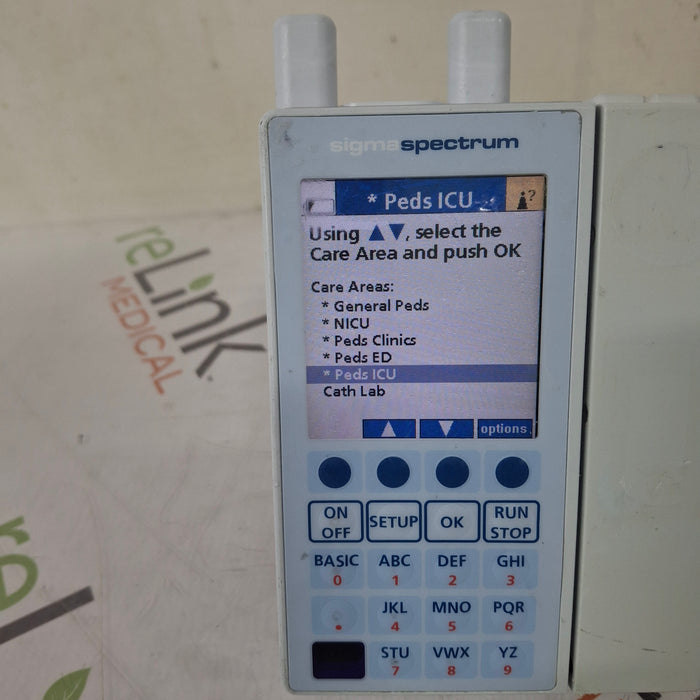 sigmaspectrum
* Peds ICU
?
Using ▲▼, select the
Care Area and push OK
Care Areas:
* General Peds
* NICU
* Peds Clinics
* Peds ED
* Peds ICU
Cath Lab
▲ ▼ options
ON OFF
SETUP
OK
RUN STOP
BASIC ABC DEF GHI
0 1 2 3
JKL MNO PQR
. 4 5 6
STU VWX YZ
7 8 9
reLink
MEDICAL
re